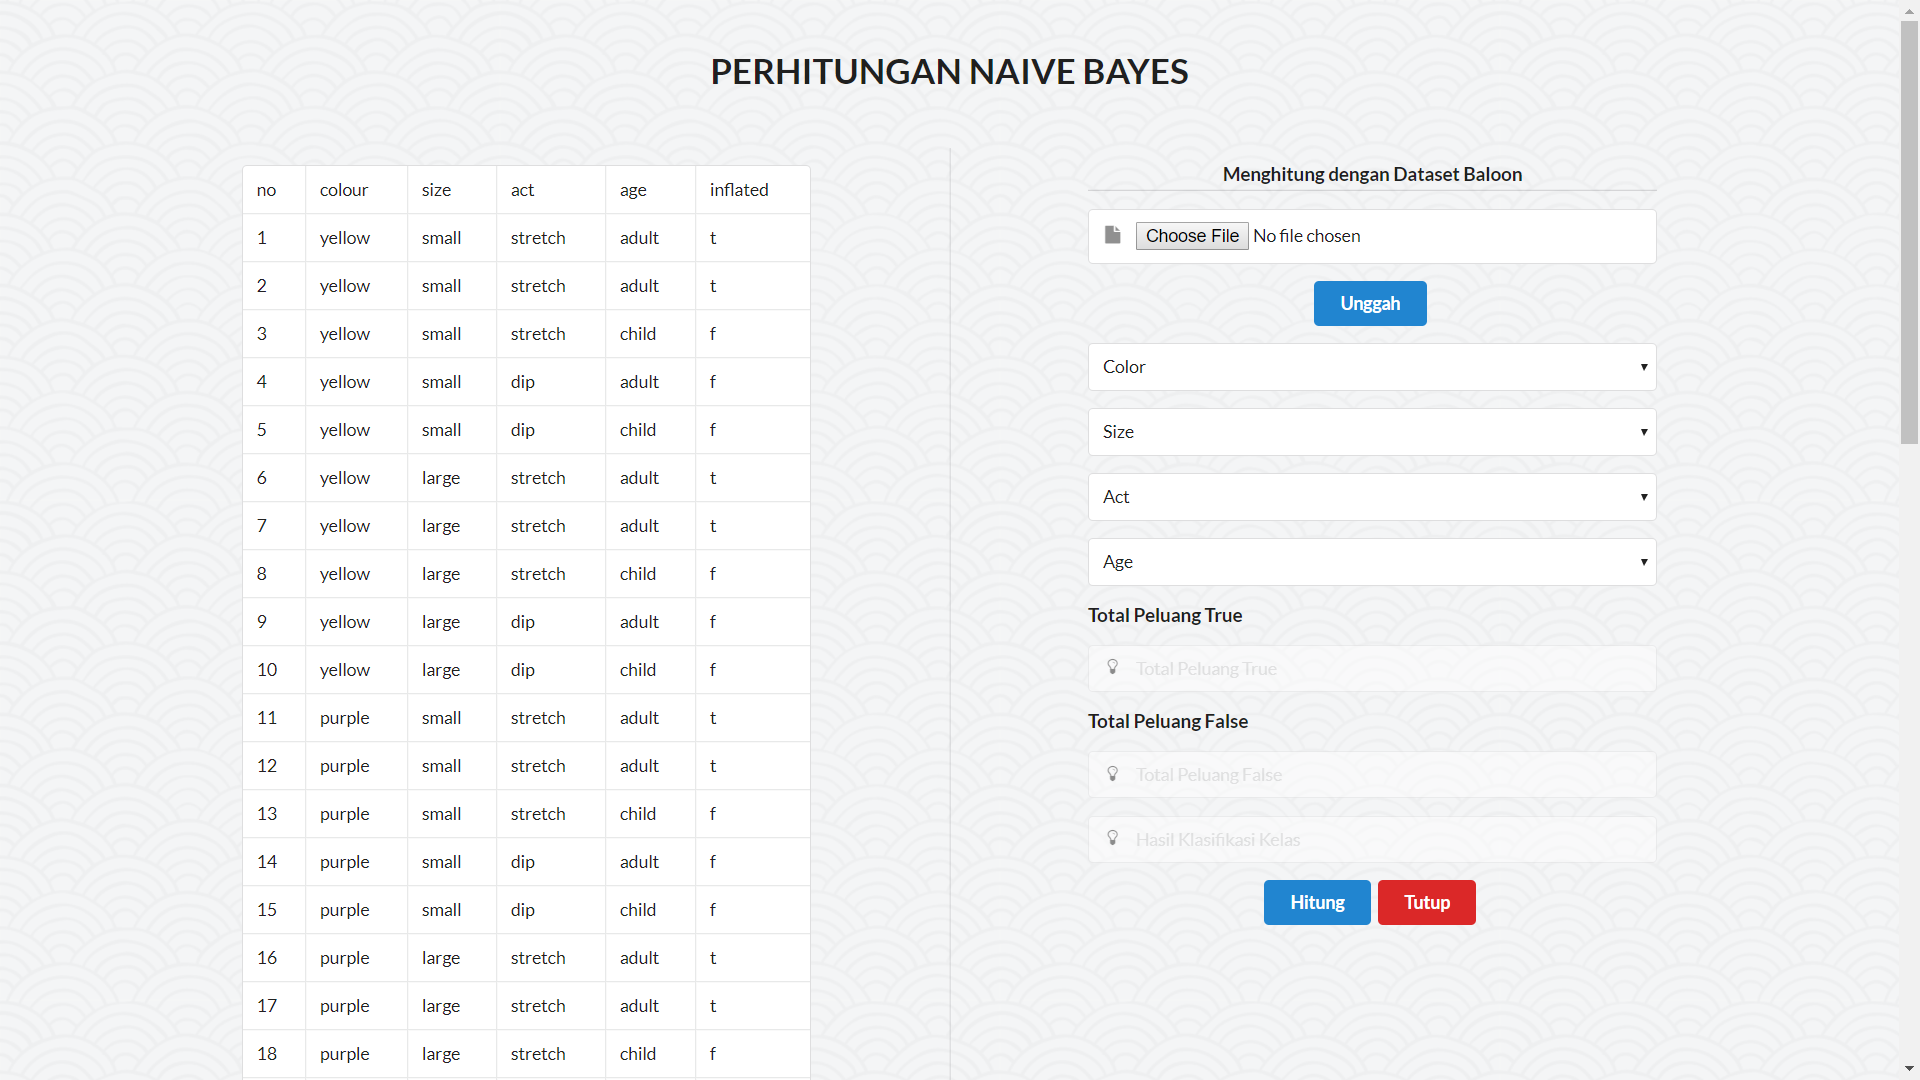 PERHITUNGAN NAIVE BAYES
no colour size act age inflated
1 yellow small stretch adult t
2 yellow small stretch adult t
3 yellow small stretch child f
4 yellow small dip adult f
5 yellow small dip child f
6 yellow large stretch adult t
7 yellow large stretch adult t
8 yellow large stretch child f
9 yellow large dip adult f
10 yellow large dip child f
11 purple small stretch adult t
12 purple small stretch adult t
13 purple small stretch child f
14 purple small dip adult f
15 purple small dip child f
16 purple large stretch adult t
17 purple large stretch adult t
18 purple large stretch child f
Menghitung dengan Dataset Baloon
Choose File No file chosen
Unggah
Color
Size
Act
Age
Total Peluang True
Total Peluang True
Total Peluang False
Total Peluang False
Hasil Klasifikasi Kelas
Hitung Tutup